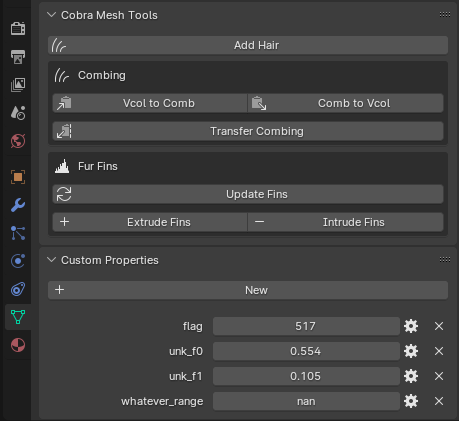 Cobra Mesh Tools
Add Hair
Combing
Vcol to Comb Comb to Vcol
Transfer Combing
Fur Fins
Update Fins
Extrude Fins Intrude Fins
Custom Properties
New
flag 517
unk_f0 0.554
unk_f1 0.105
whatever_range nan